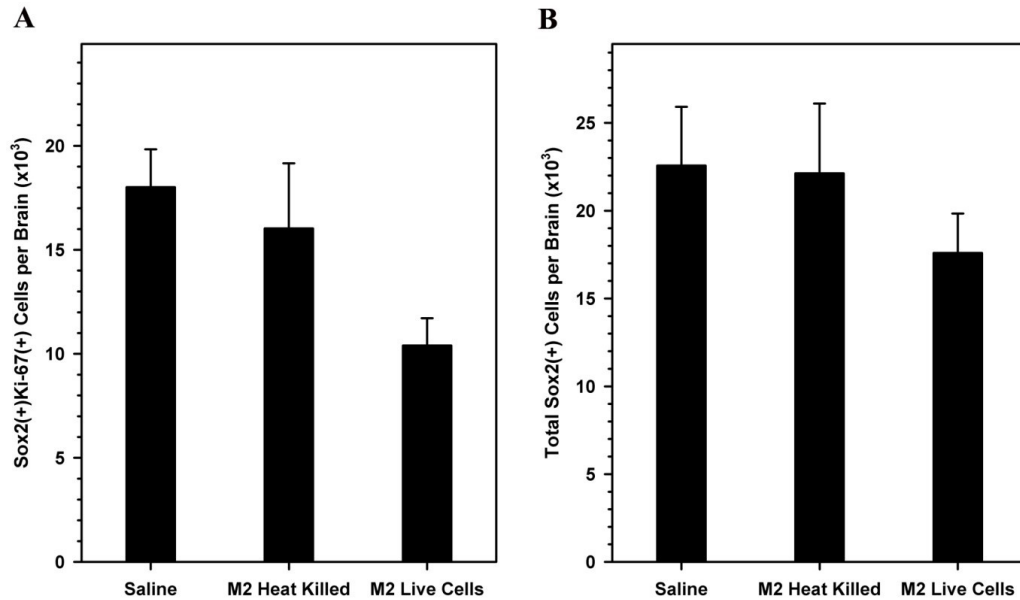 A
Sox2(+)Ki-67(+) Cells per Brain (x10³)
20
15
10
5
0
Saline
M2 Heat Killed
M2 Live Cells
B
Total Sox2(+) Cells per Brain (x10³)
25
20
15
10
5
0
Saline
M2 Heat Killed
M2 Live Cells